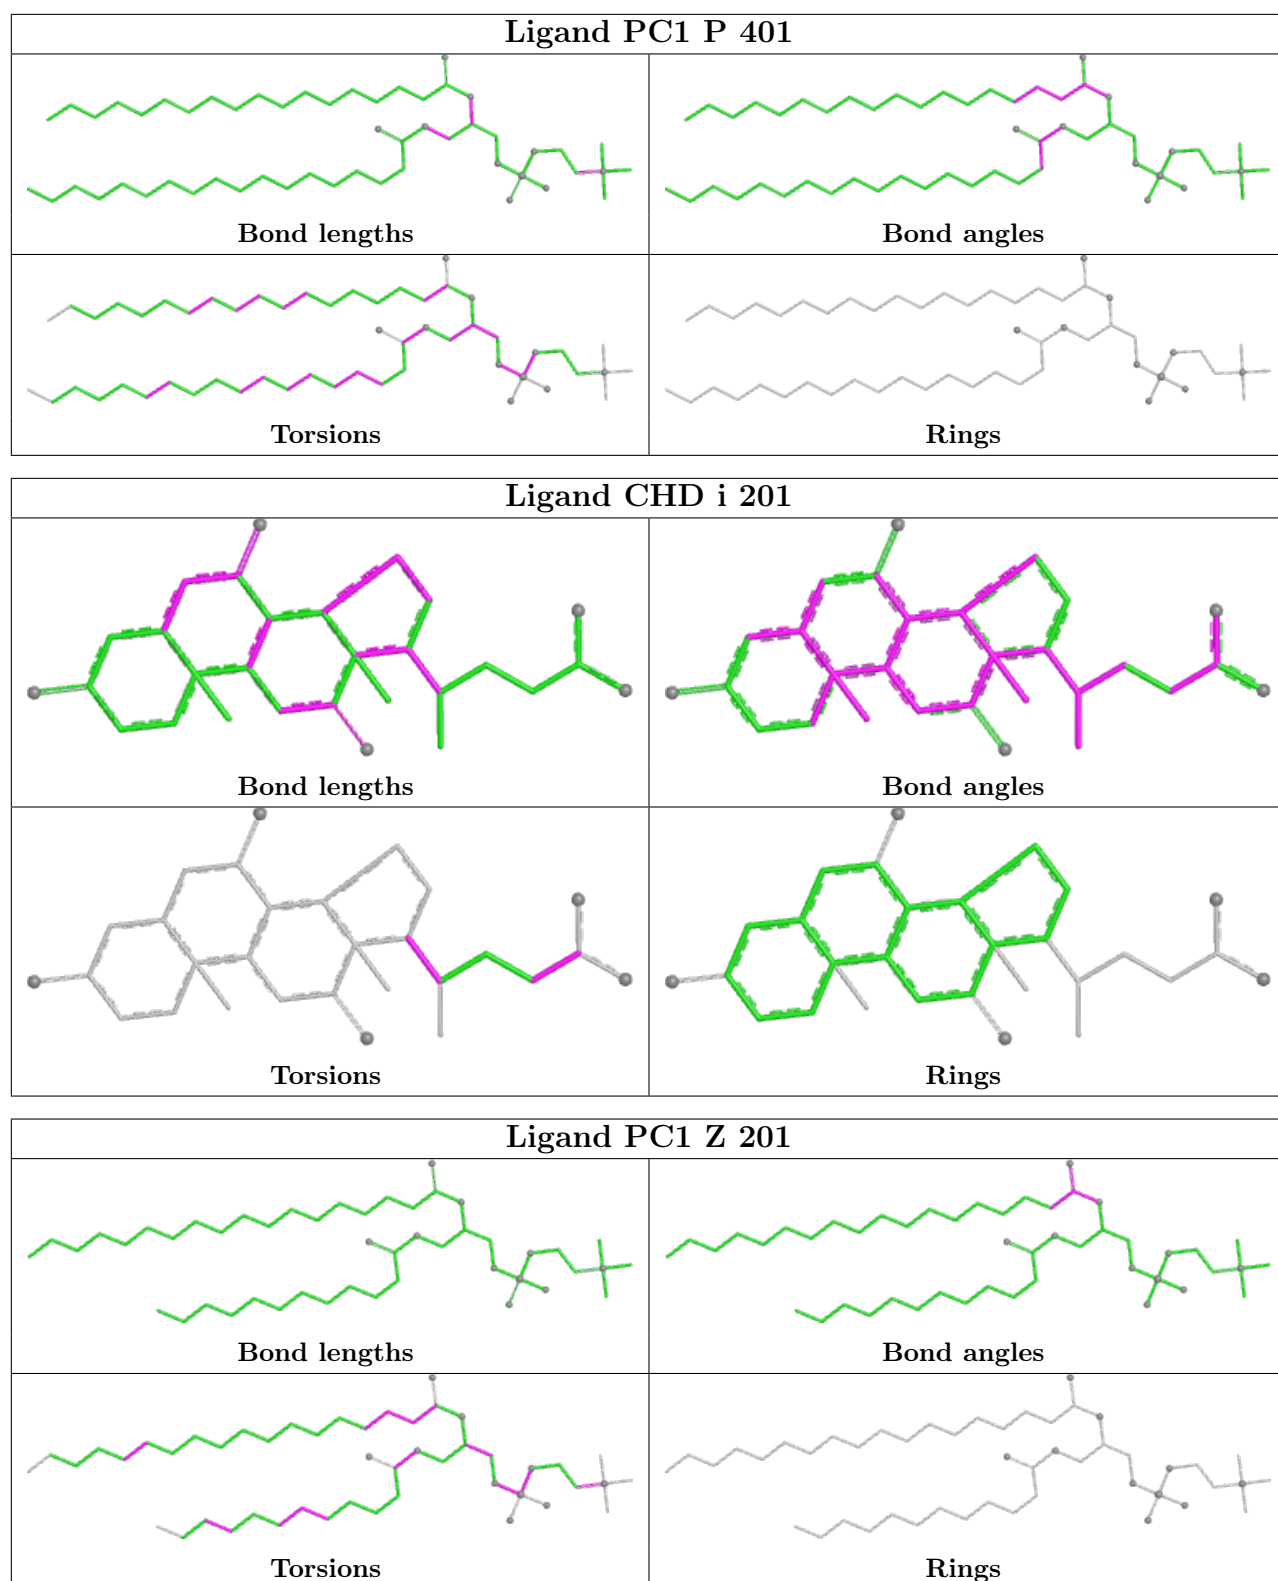 Ligand PC1 P 401
Bond lengths Bond angles
Torsions Rings
Ligand CHD i 201
Bond lengths Bond angles
Torsions Rings
Ligand PC1 Z 201
Bond lengths Bond angles
Torsions Rings